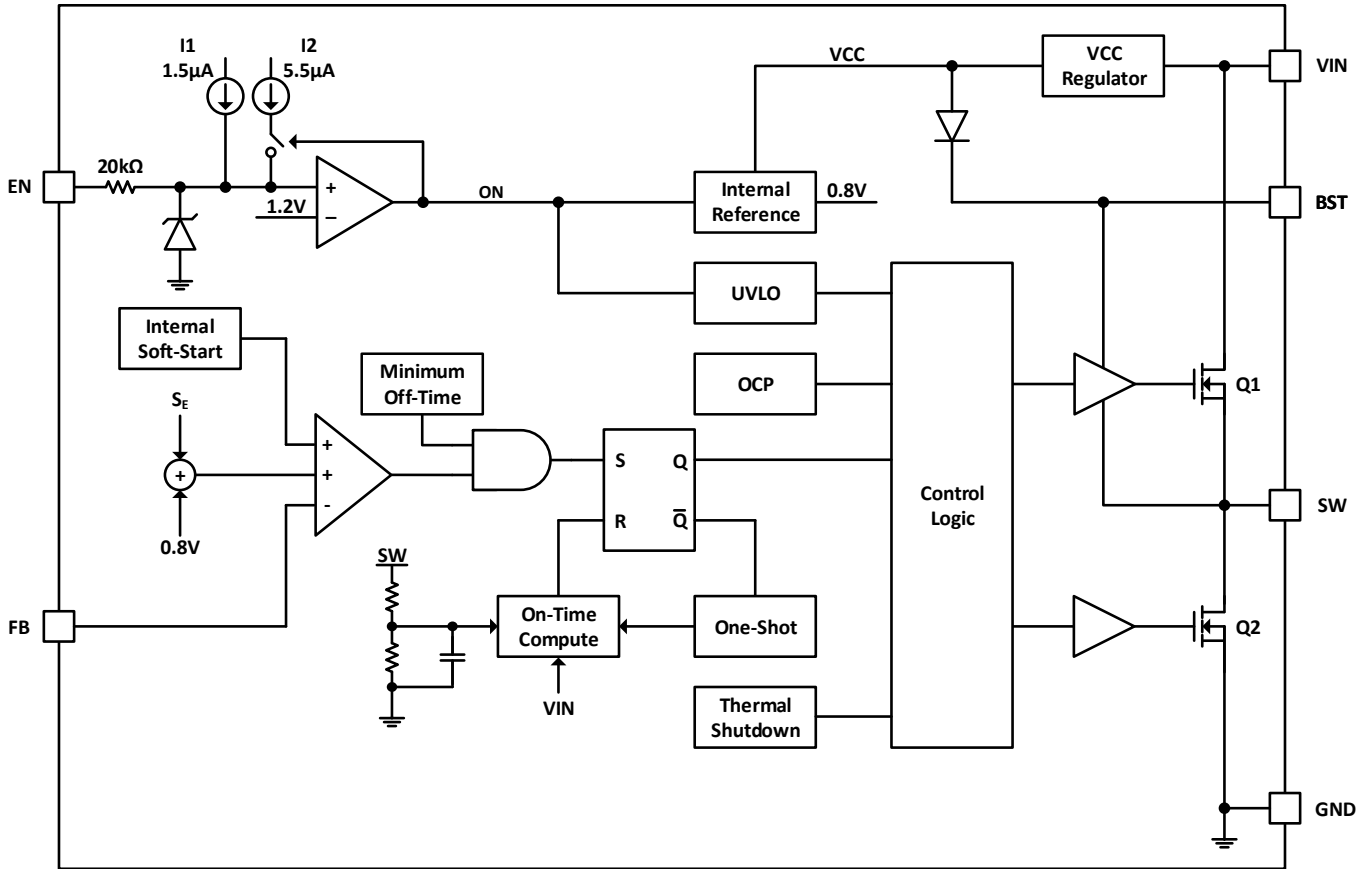 I1
1.5µA
I2
5.5µA
VCC
VCC
Regulator
VIN
20kΩ
EN
+
1.2V
−
ON
Internal
Reference
0.8V
BST
UVLO
Internal
Soft-Start
Minimum
Off-Time
OCP
Q1
SE
+
+
+
-
0.8V
S
Q
R
Q̅
Control
Logic
SW
SW
FB
On-Time
Compute
One-Shot
Q2
VIN
Thermal
Shutdown
GND